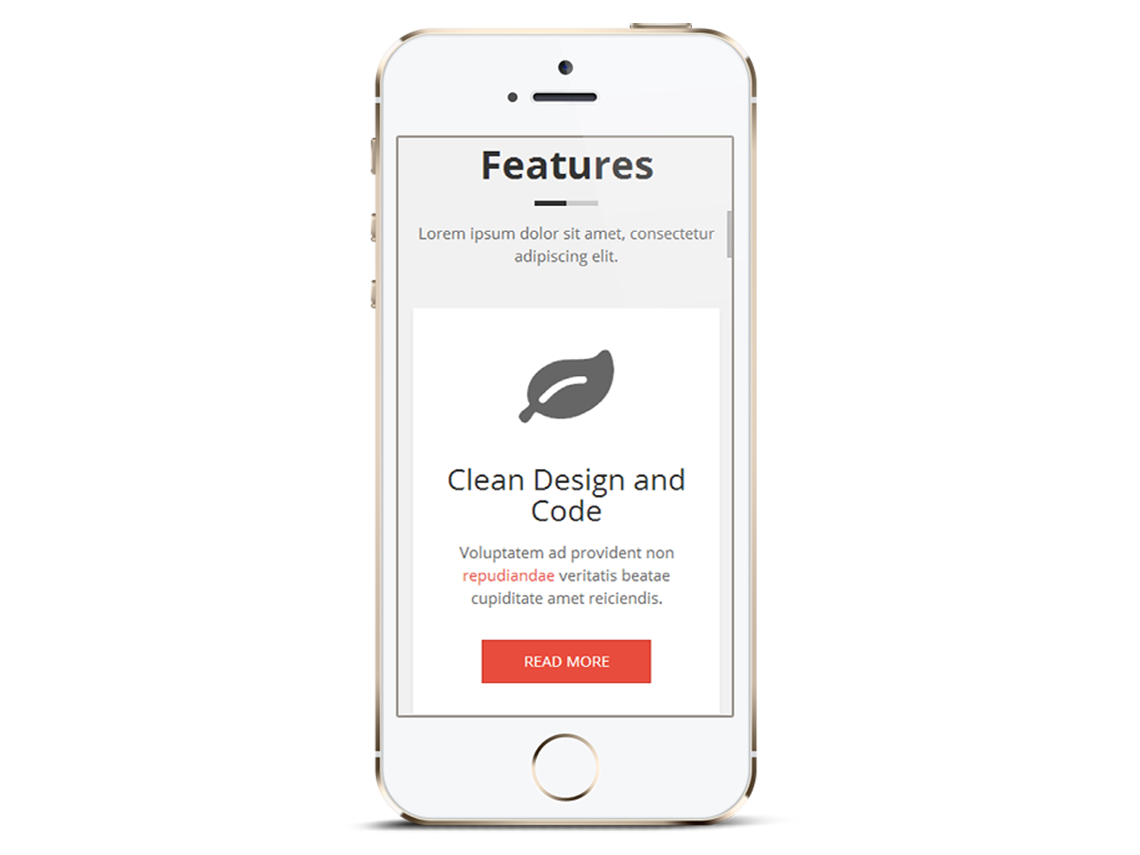 Features
Lorem ipsum dolor sit amet, consectetur
adipiscing elit.
Clean Design and
Code
Voluptatem ad provident non
repudiandae veritatis beatae
cupiditate amet reiciendis.
READ MORE